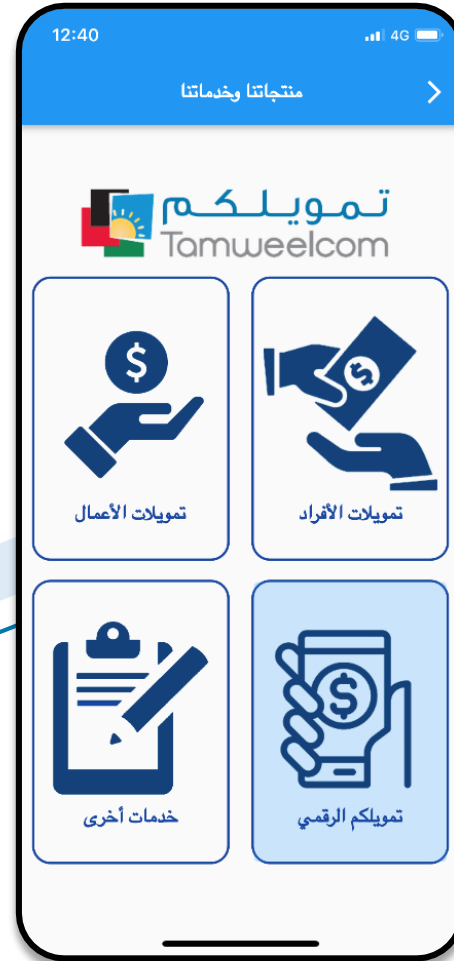 12:40
4G
منتجاتنا وخدماتنا
تمويلكم
Tamweelcom
تمويلات الأفراد
تمويلات الأعمال
تمويلكم الرقمي
خدمات أخرى